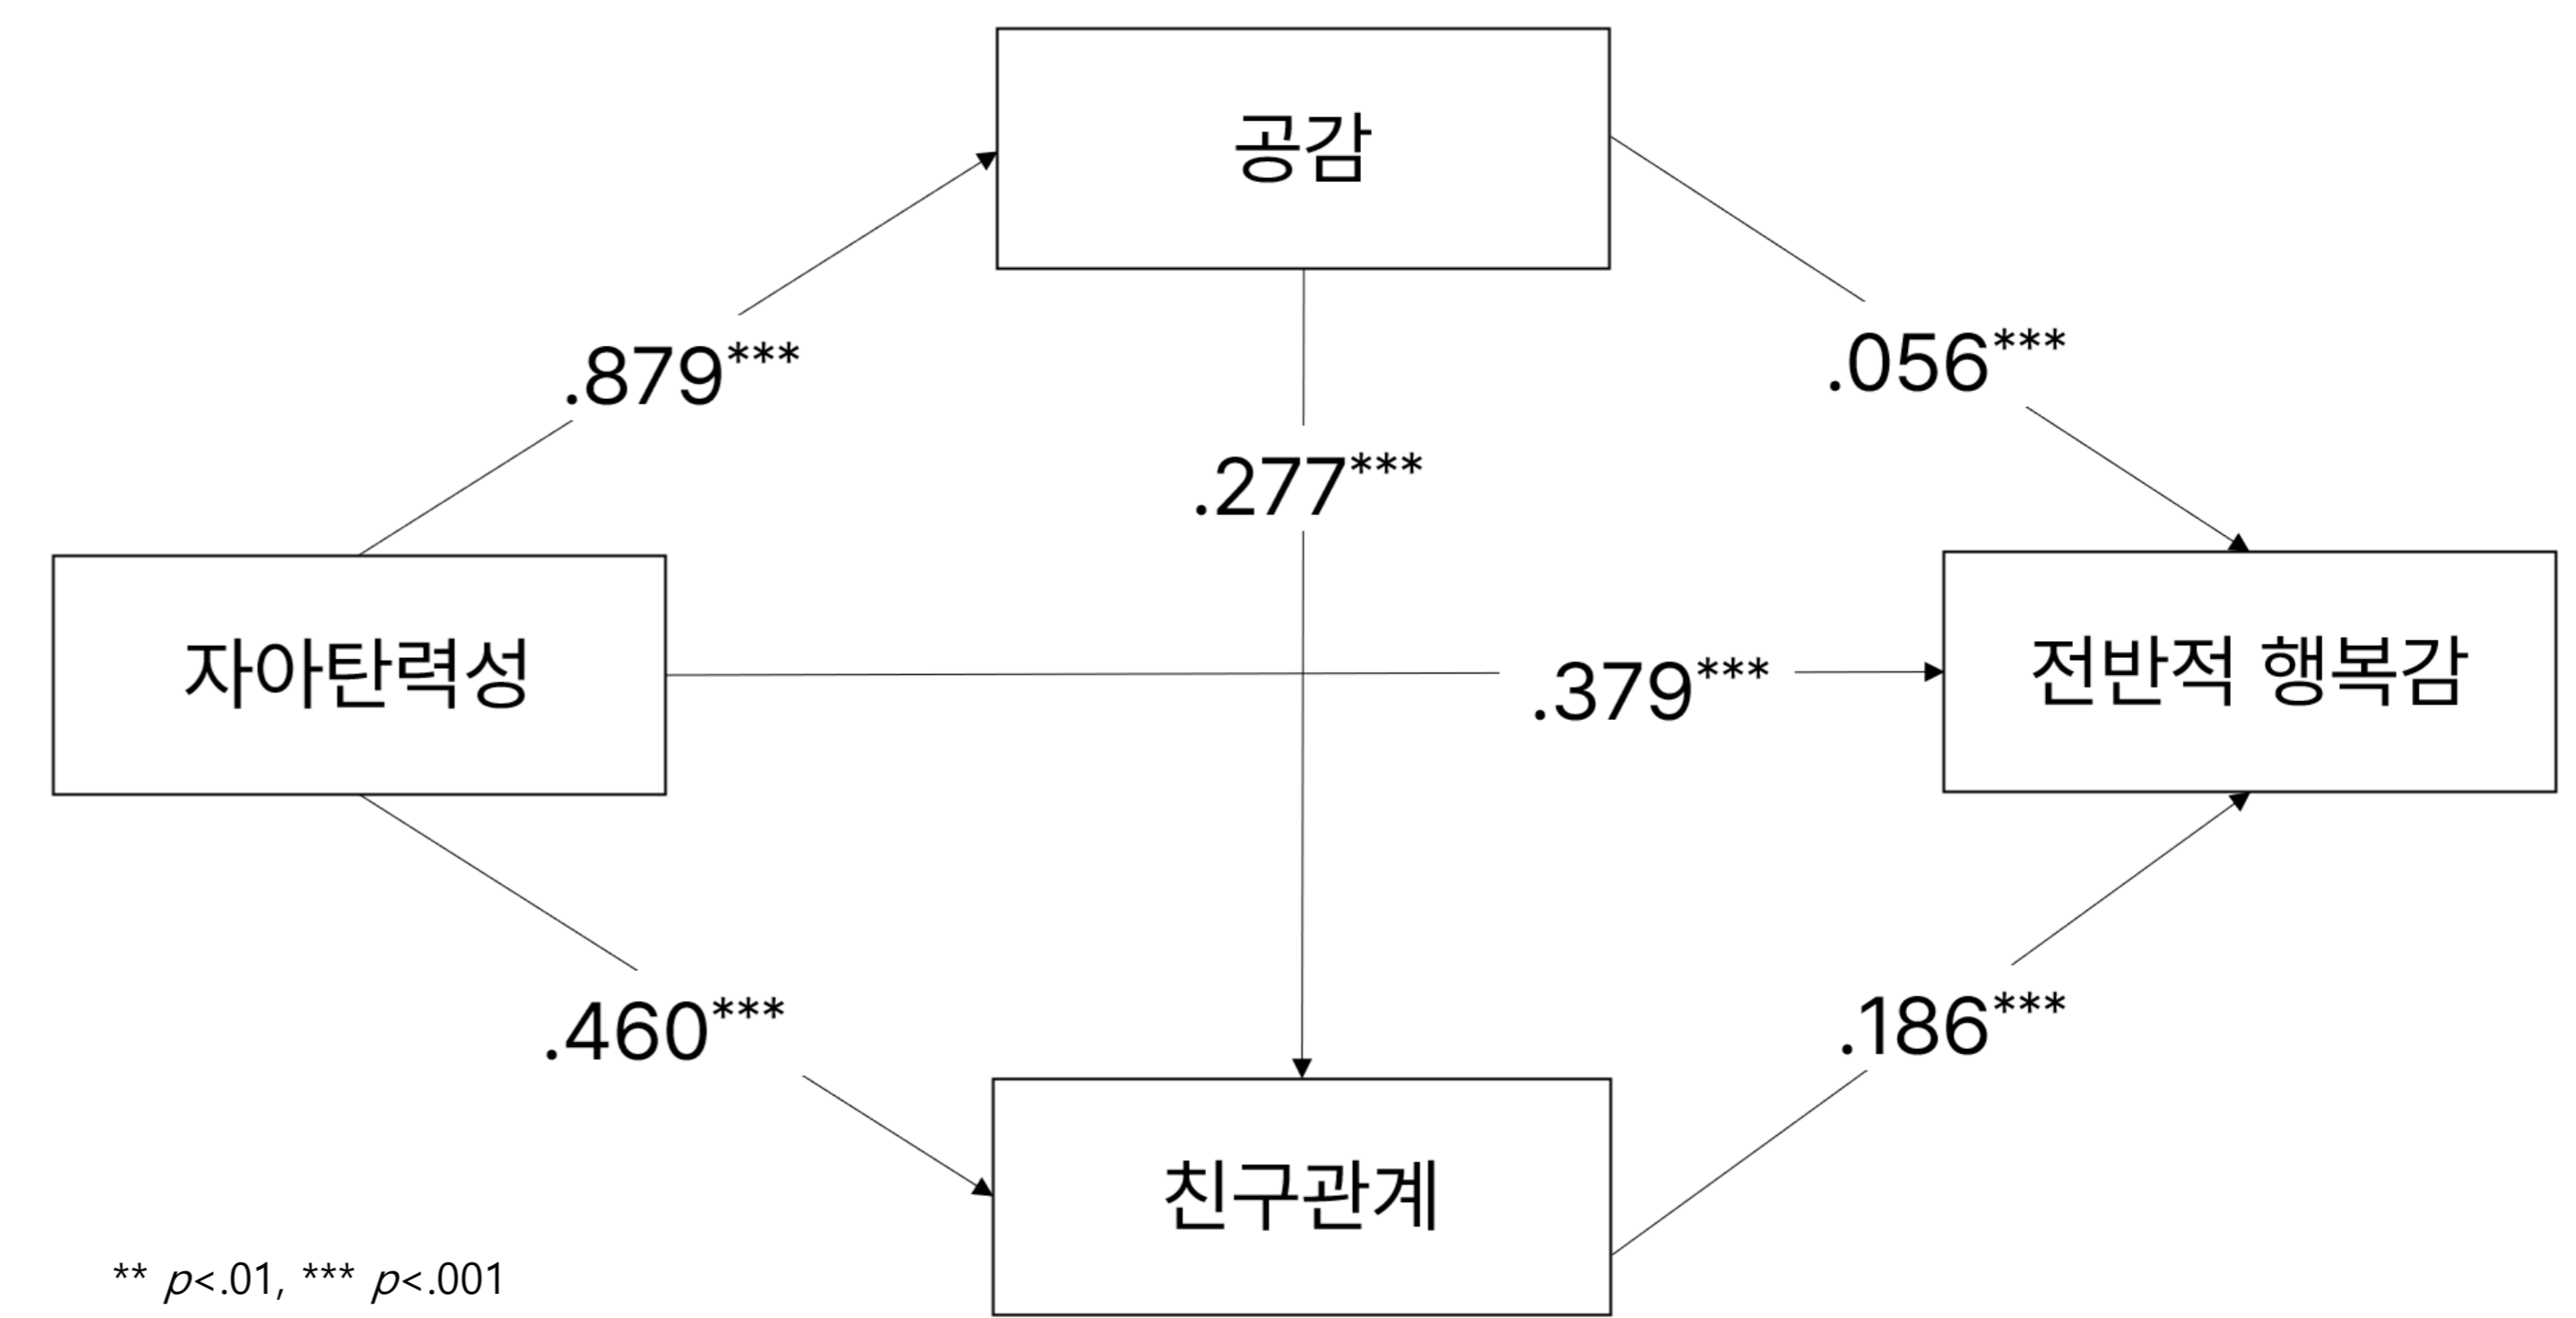 공감
.879***
.056***
.277***
자아탄력성
.379***
전반적 행복감
.460***
.186***
친구관계
** p<.01, *** p<.001